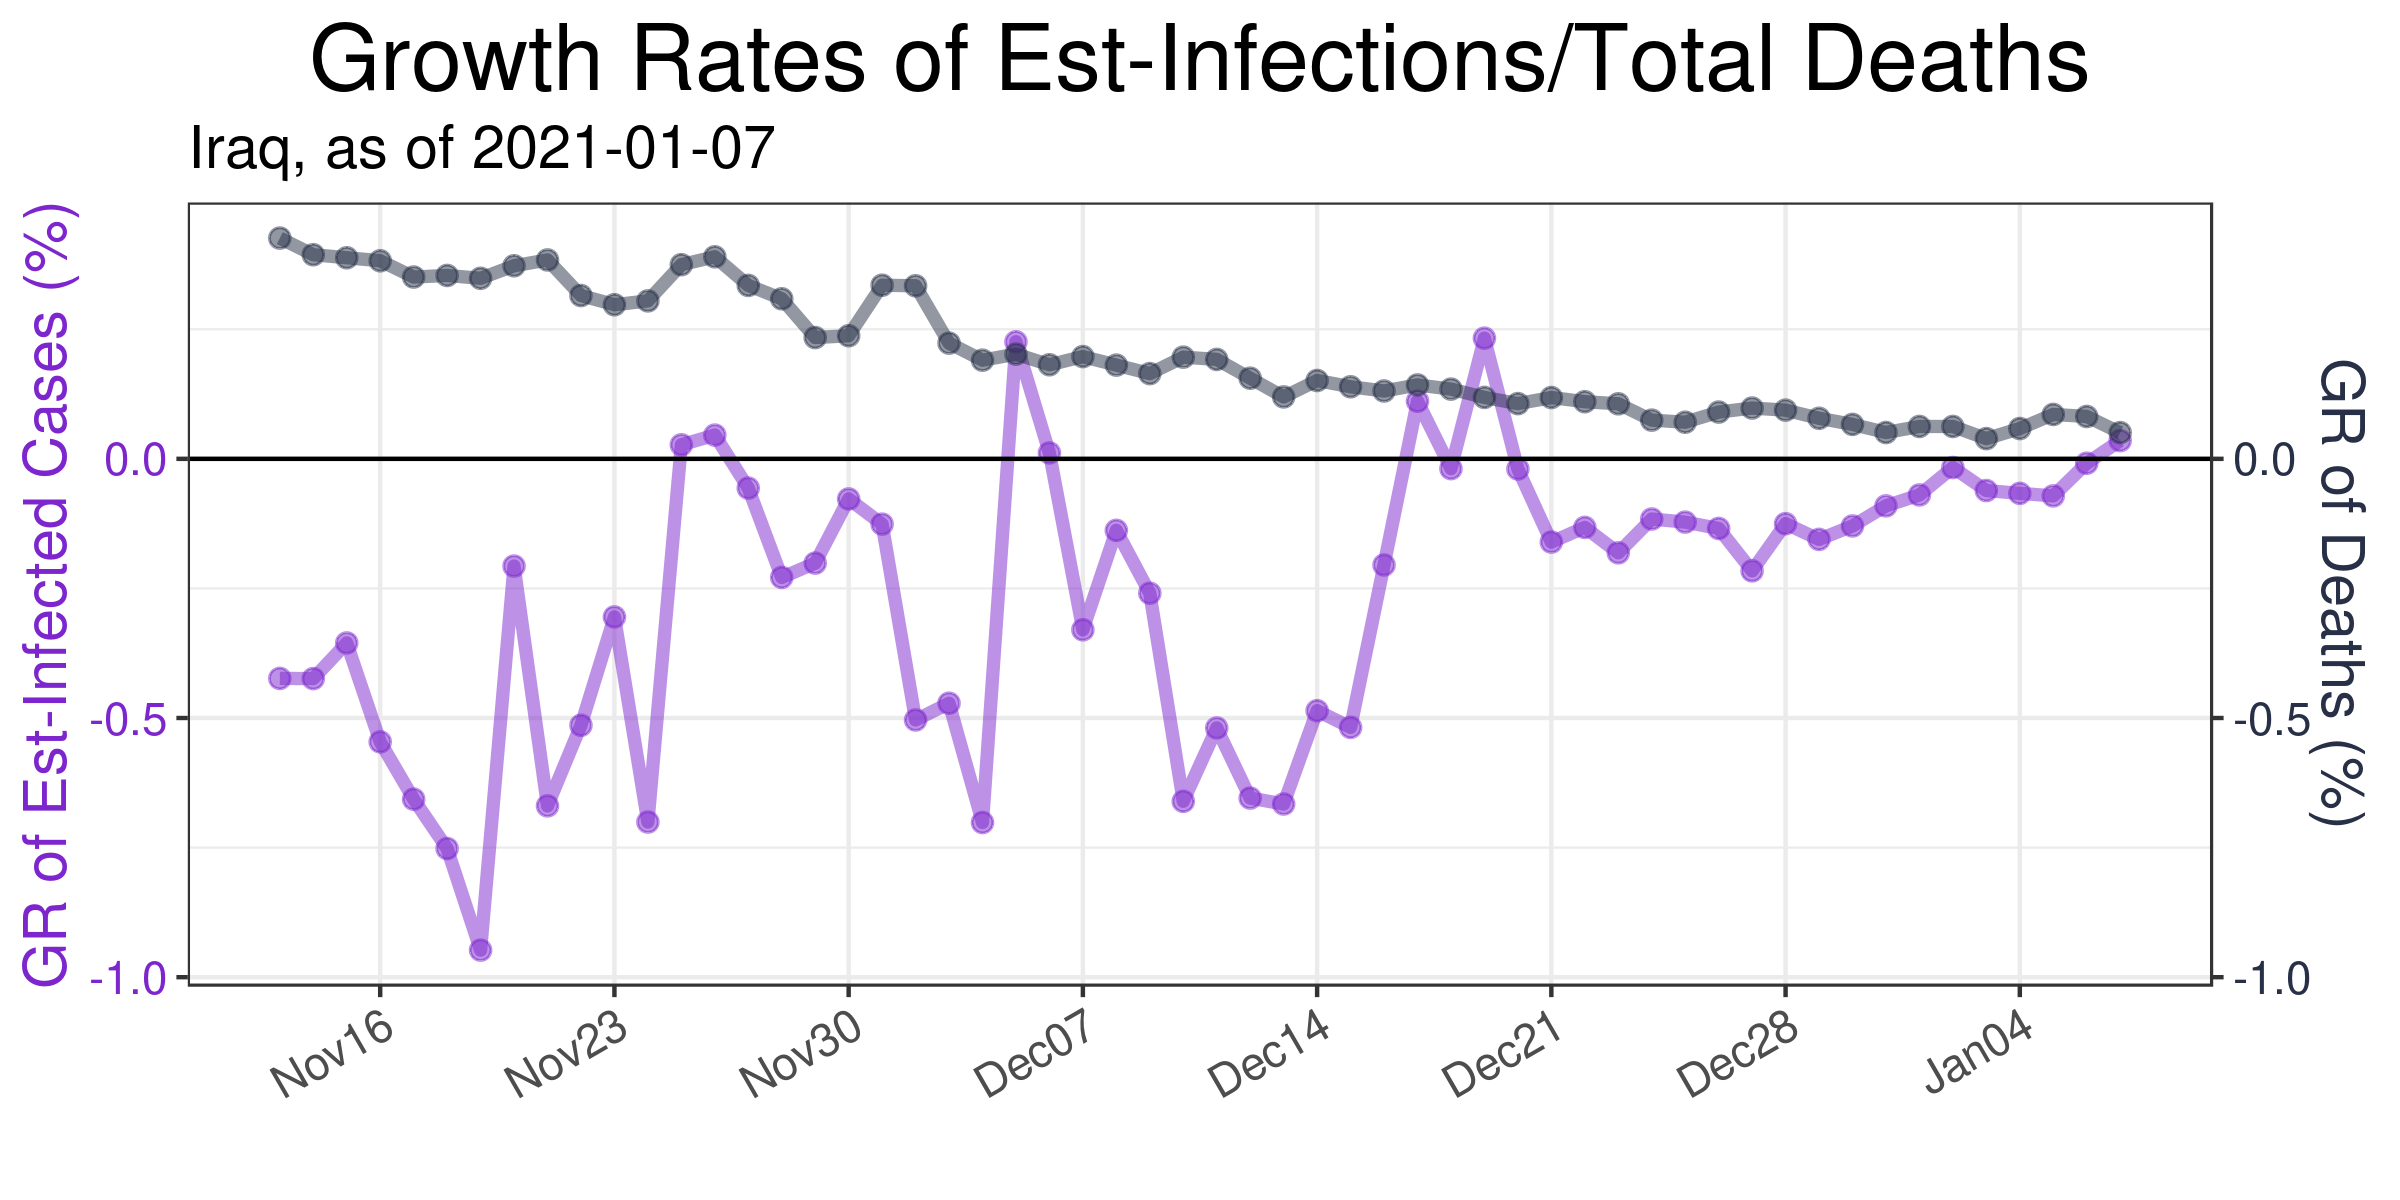 Growth Rates of Est-Infections/Total Deaths
Iraq, as of 2021-01-07
GR of Est-Infected Cases (%)
0.0
-0.5
-1.0
0.0
-0.5
-1.0
GR of Deaths (%)
Nov16
Nov23
Nov30
Dec07
Dec14
Dec21
Dec28
Jan04